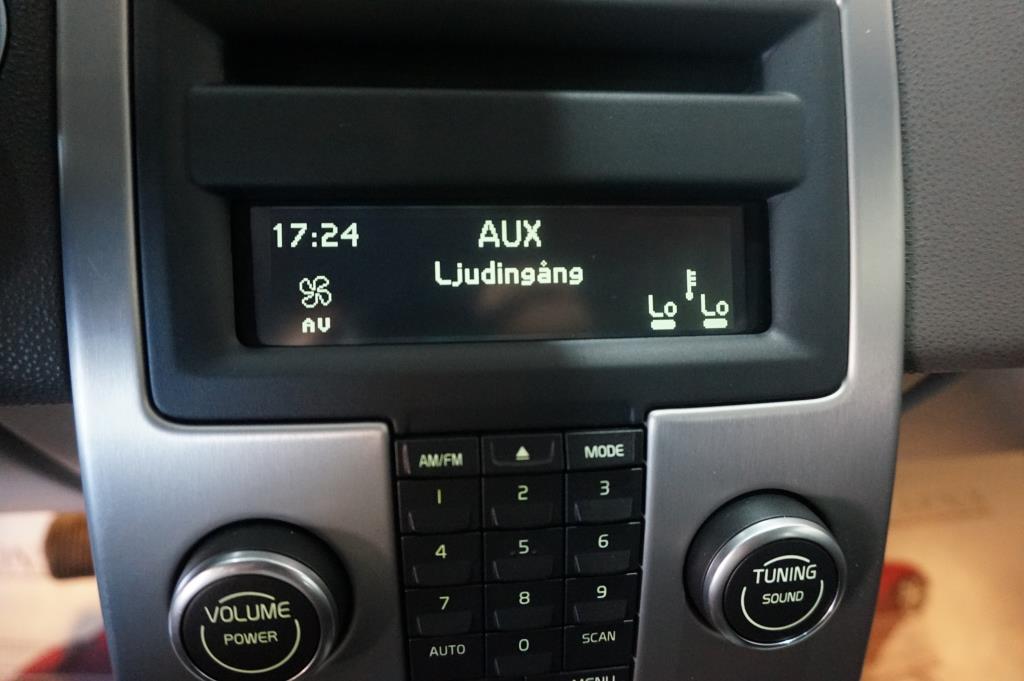 17:24
AUX
Ljudingång
AV
Lo Lo
AM/FM
MODE
1 2 3
4 5 6
7 8 9
AUTO 0 SCAN
MENU
VOLUME
POWER
TUNING
SOUND